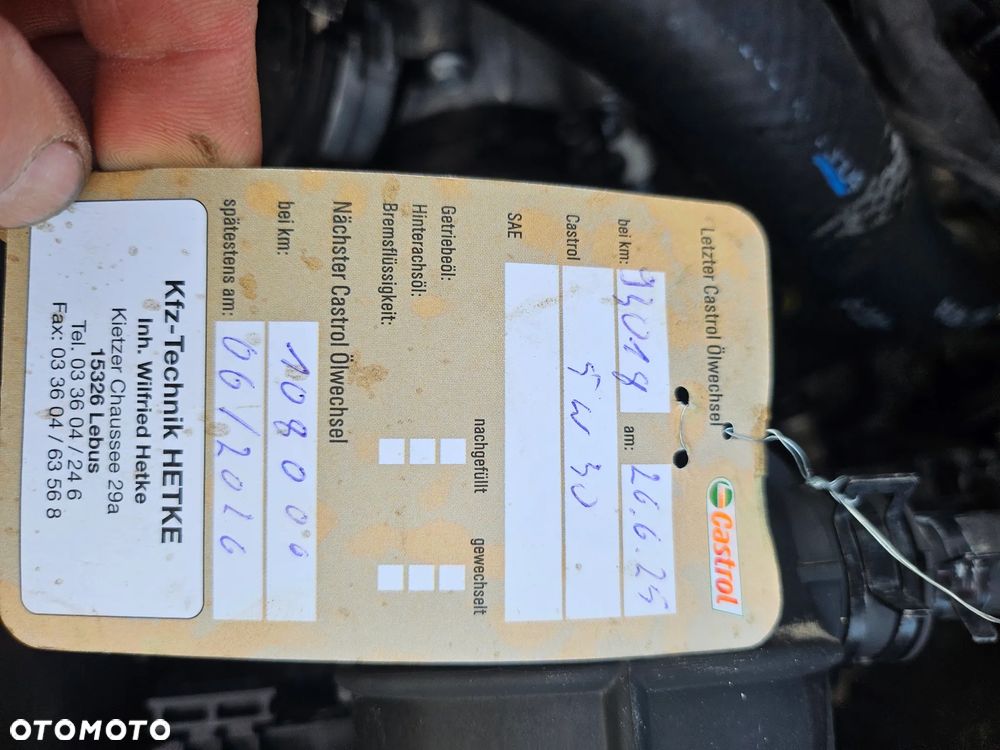 Letzter Castrol Ölwechsel Castrol
bei km: 93018 am: 26.6.25
Castrol 5W30
SAE
nachgefüllt gewechselt
Getriebeöl:
Hinterachsöl:
Bremsflüssigkeit:
Nächster Castrol Ölwechsel
bei km: 108000
spätestens am: 06/2026
Kfz-Technik HETKE
Inh. Wilfried Hetke
Kietzer Chaussee 29a
15326 Lebus
Tel. 03 36 04 / 24 6
Fax: 03 36 04 / 63 56 8
OTOMOTO